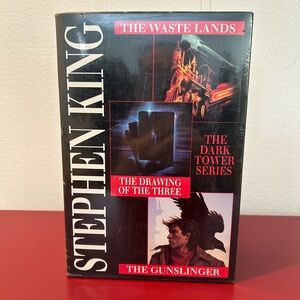 STEPHEN KING
THE WASTE LANDS
THE
DARK
TOWER
SERIES
THE DRAWING
OF THE THREE
THE GUNSLINGER